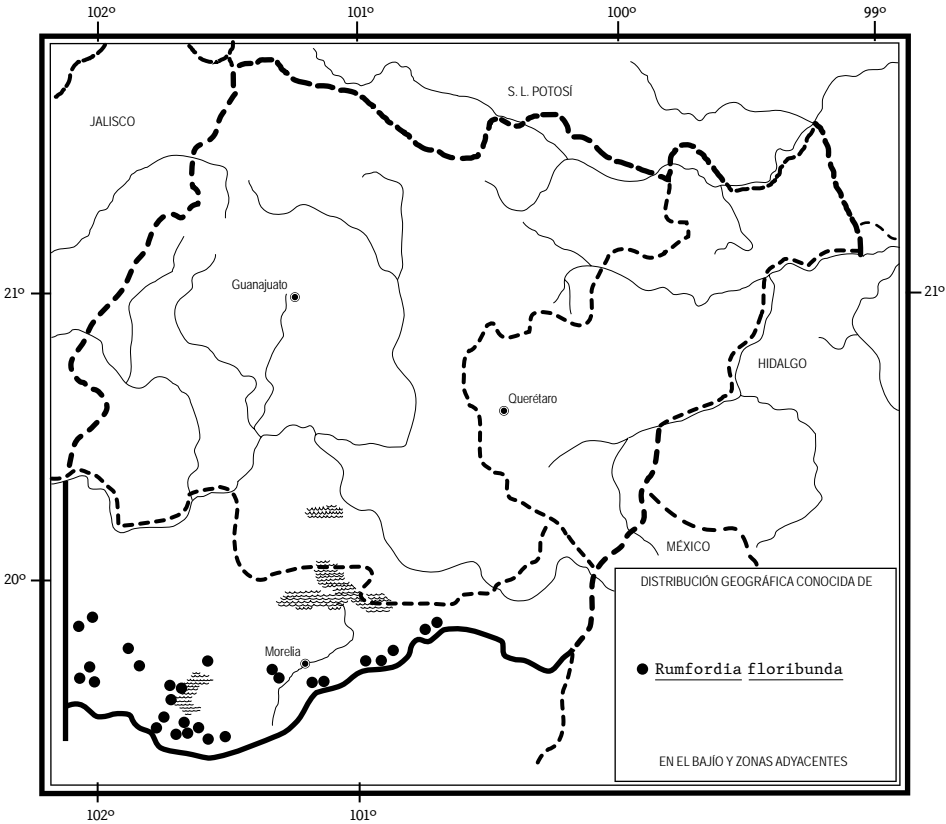 102º 101º 100º 99º
S. L. POTOSÍ
JALISCO
Guanajuato
21º 21º
HIDALGO
Querétaro
MÉXICO
20º
DISTRIBUCIÓN GEOGRÁFICA CONOCIDA DE
Morelia
Rumfordia floribunda
EN EL BAJÍO Y ZONAS ADYACENTES
102º 101º